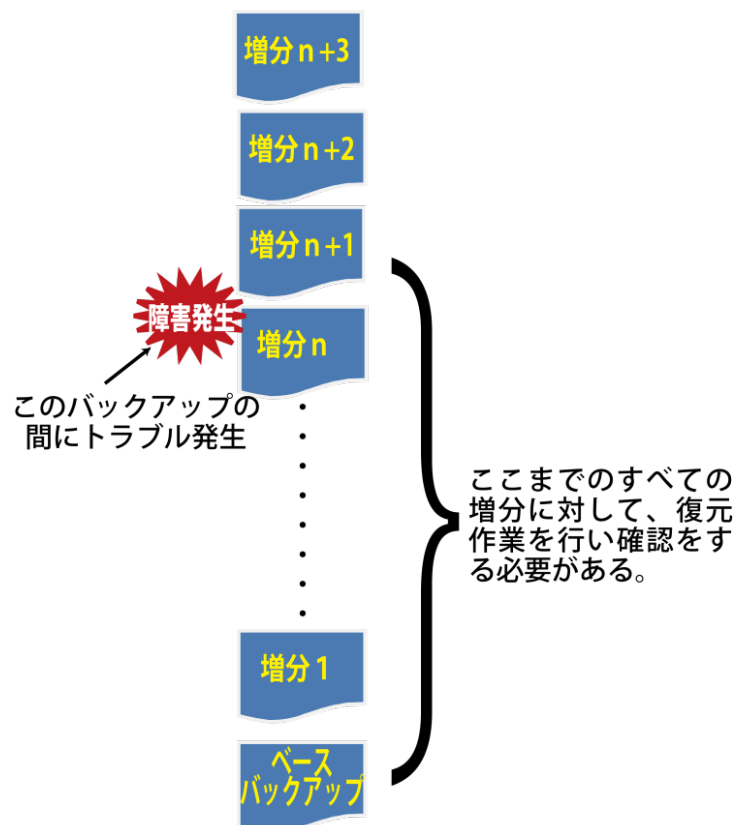 増分 n +3
増分 n +2
増分 n +1
障害発生
増分 n
このバックアップの
間にトラブル発生
ここまでのすべての
増分に対して、復元
作業を行い確認をす
る必要がある。
増分 1
ベース
バックアップ